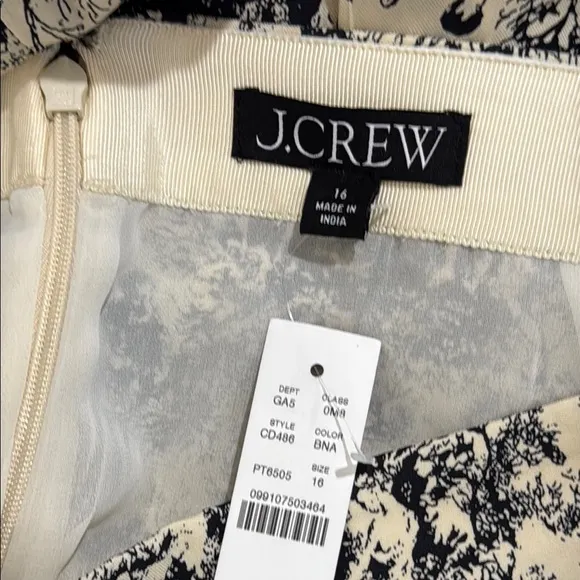 J.CREW
16
MADE IN
INDIA
DEPT CLASS
GA5 0M8
STYLE COLOR
CD486 BNA
PT6505 SIZE 16
099107503464